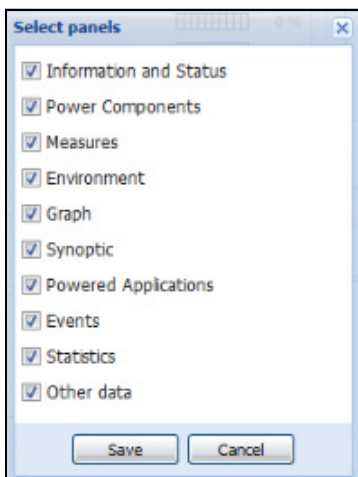 0 %
Select panels
Information and Status
Power Components
Measures
Environment
Graph
Synoptic
Powered Applications
Events
Statistics
Other data
Save
Cancel